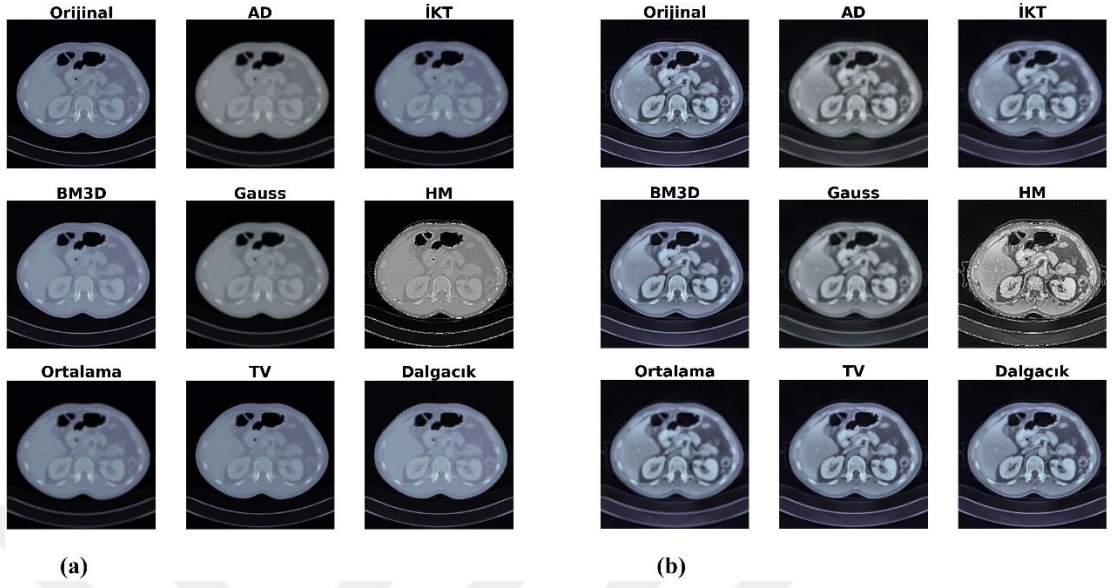 Orijinal AD İKT
BM3D Gauss HM
Ortalama TV Dalgacık
(a)
Orijinal AD İKT
BM3D Gauss HM
Ortalama TV Dalgacık
(b)